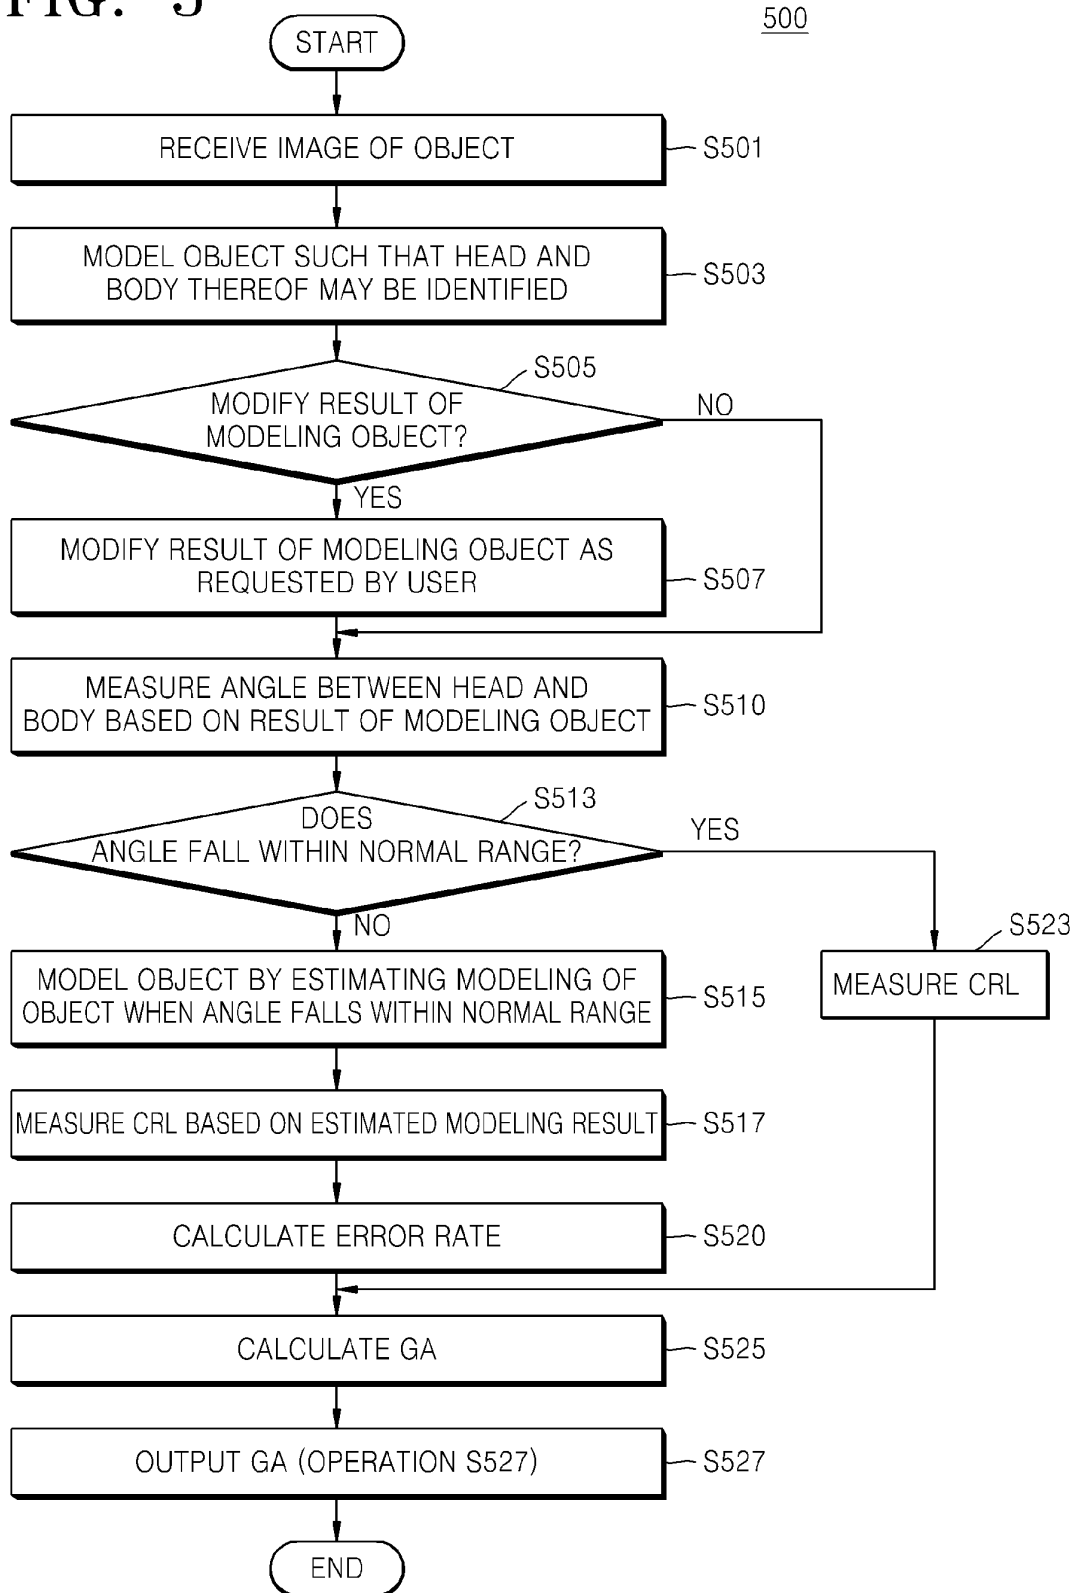 FIG. 5
500
START
RECEIVE IMAGE OF OBJECT
S501
MODEL OBJECT SUCH THAT HEAD AND
BODY THEREOF MAY BE IDENTIFIED
S503
S505
MODIFY RESULT OF
MODELING OBJECT?
NO
YES
MODIFY RESULT OF MODELING OBJECT AS
REQUESTED BY USER
S507
MEASURE ANGLE BETWEEN HEAD AND
BODY BASED ON RESULT OF MODELING OBJECT
S510
S513
DOES
ANGLE FALL WITHIN NORMAL RANGE?
YES
NO
S523
MEASURE CRL
MODEL OBJECT BY ESTIMATING MODELING OF
OBJECT WHEN ANGLE FALLS WITHIN NORMAL RANGE
S515
MEASURE CRL BASED ON ESTIMATED MODELING RESULT
S517
CALCULATE ERROR RATE
S520
CALCULATE GA
S525
OUTPUT GA (OPERATION S527)
S527
END